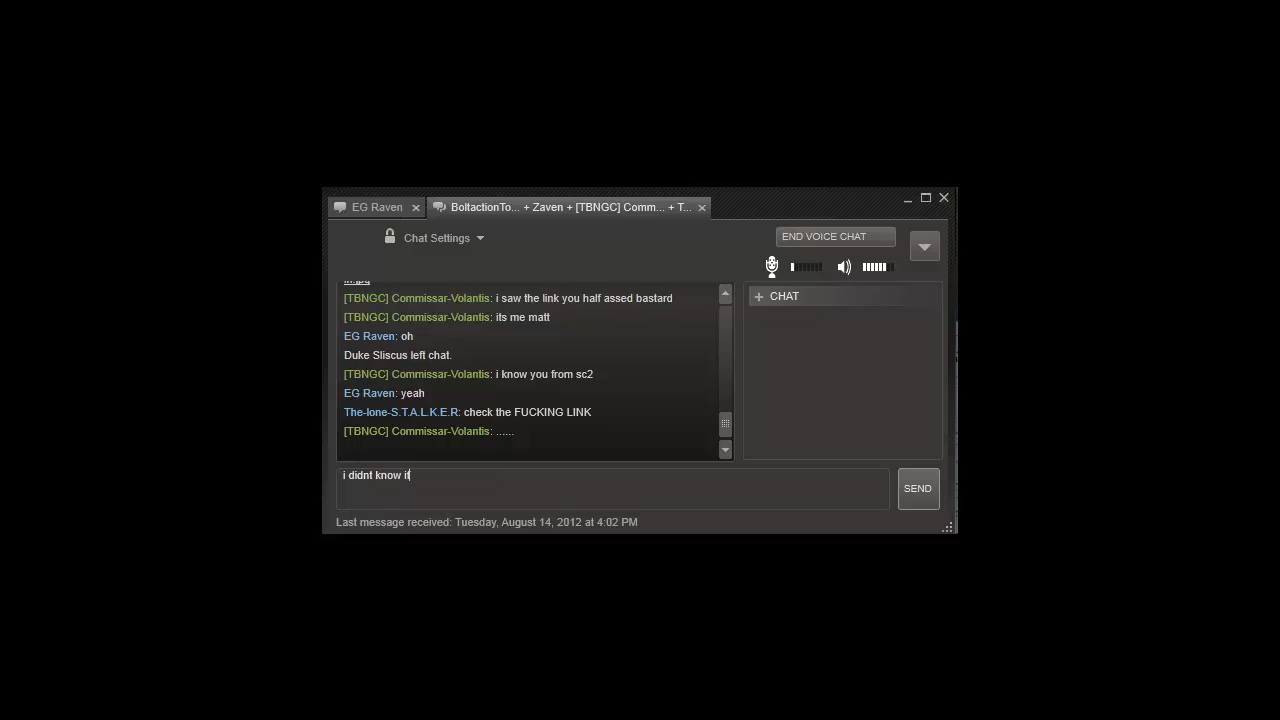 EG Raven
BoltactionTo... + Zaven + [TBNGC] Comm... + T...
Chat Settings
END VOICE CHAT
[TBNGC] Commissar-Volantis: i saw the link you half assed bastard
[TBNGC] Commissar-Volantis: its me matt
EG Raven: oh
Duke Sliscus left chat.
[TBNGC] Commissar-Volantis: i know you from sc2
EG Raven: yeah
The-lone-S.T.A.L.K.E.R: check the FUCKING LINK
[TBNGC] Commissar-Volantis: ......
CHAT
i didnt know if
SEND
Last message received: Tuesday, August 14, 2012 at 4:02 PM